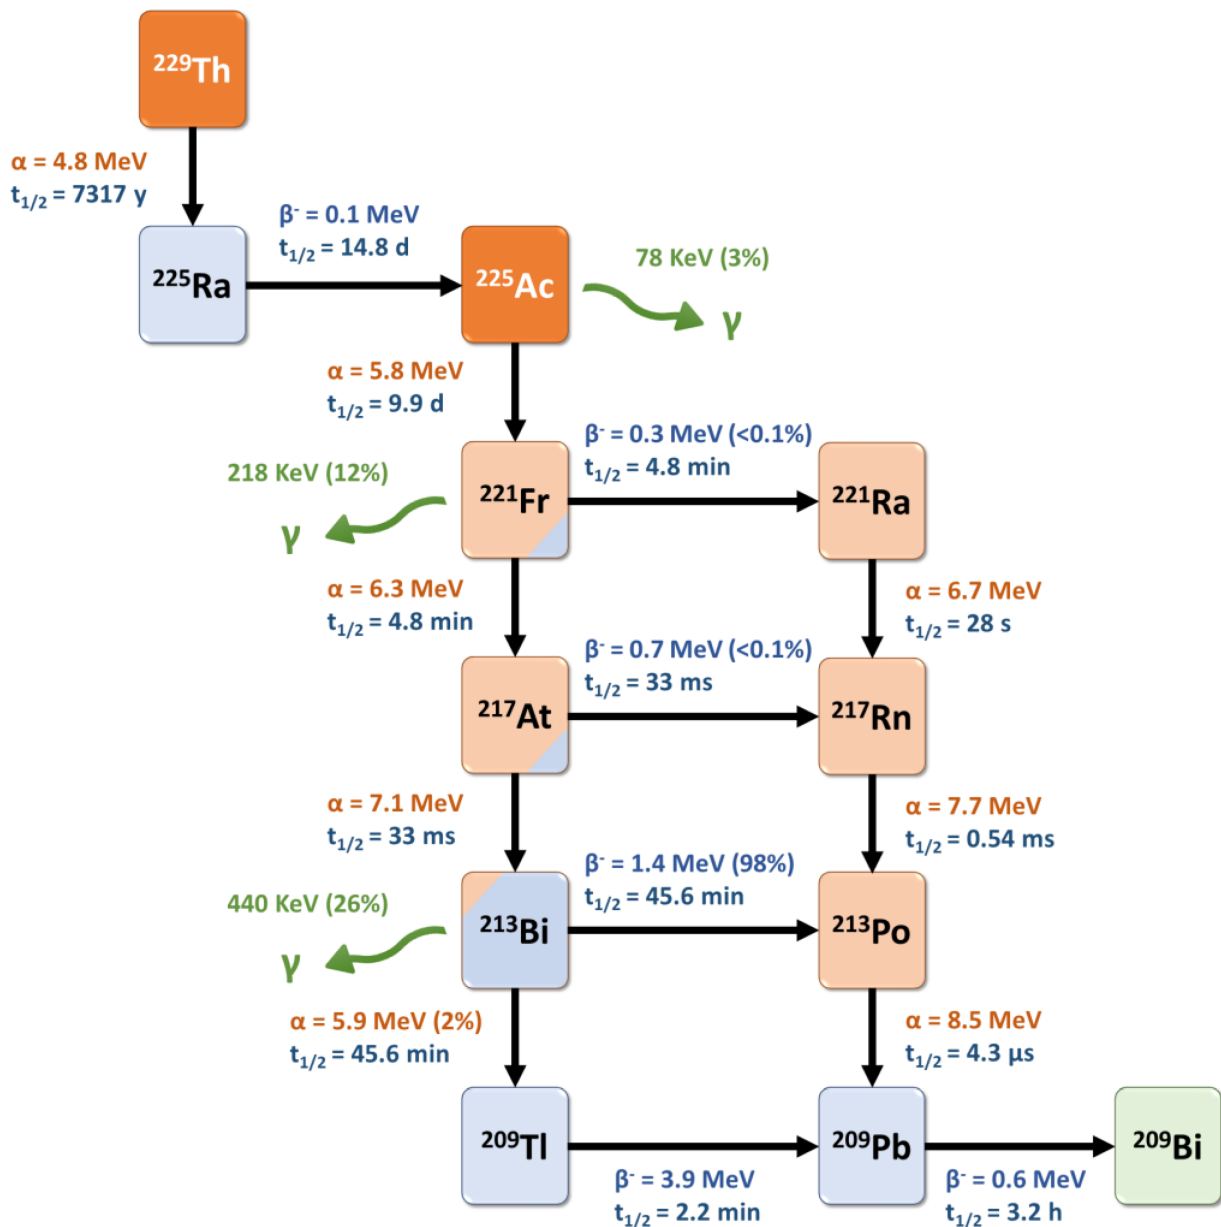 ²²⁹Th
α = 4.8 MeV
t₁/₂ = 7317 y
β⁻ = 0.1 MeV
t₁/₂ = 14.8 d
²²⁵Ra
²²⁵Ac
78 KeV (3%)
γ
α = 5.8 MeV
t₁/₂ = 9.9 d
β⁻ = 0.3 MeV (<0.1%)
t₁/₂ = 4.8 min
218 KeV (12%)
γ
²²¹Fr
²²¹Ra
α = 6.3 MeV
t₁/₂ = 4.8 min
α = 6.7 MeV
t₁/₂ = 28 s
β⁻ = 0.7 MeV (<0.1%)
t₁/₂ = 33 ms
²¹⁷At
²¹⁷Rn
α = 7.1 MeV
t₁/₂ = 33 ms
α = 7.7 MeV
t₁/₂ = 0.54 ms
β⁻ = 1.4 MeV (98%)
t₁/₂ = 45.6 min
440 KeV (26%)
γ
²¹³Bi
²¹³Po
α = 5.9 MeV (2%)
t₁/₂ = 45.6 min
α = 8.5 MeV
t₁/₂ = 4.3 µs
²⁰⁹Tl
²⁰⁹Pb
²⁰⁹Bi
β⁻ = 3.9 MeV
t₁/₂ = 2.2 min
β⁻ = 0.6 MeV
t₁/₂ = 3.2 h